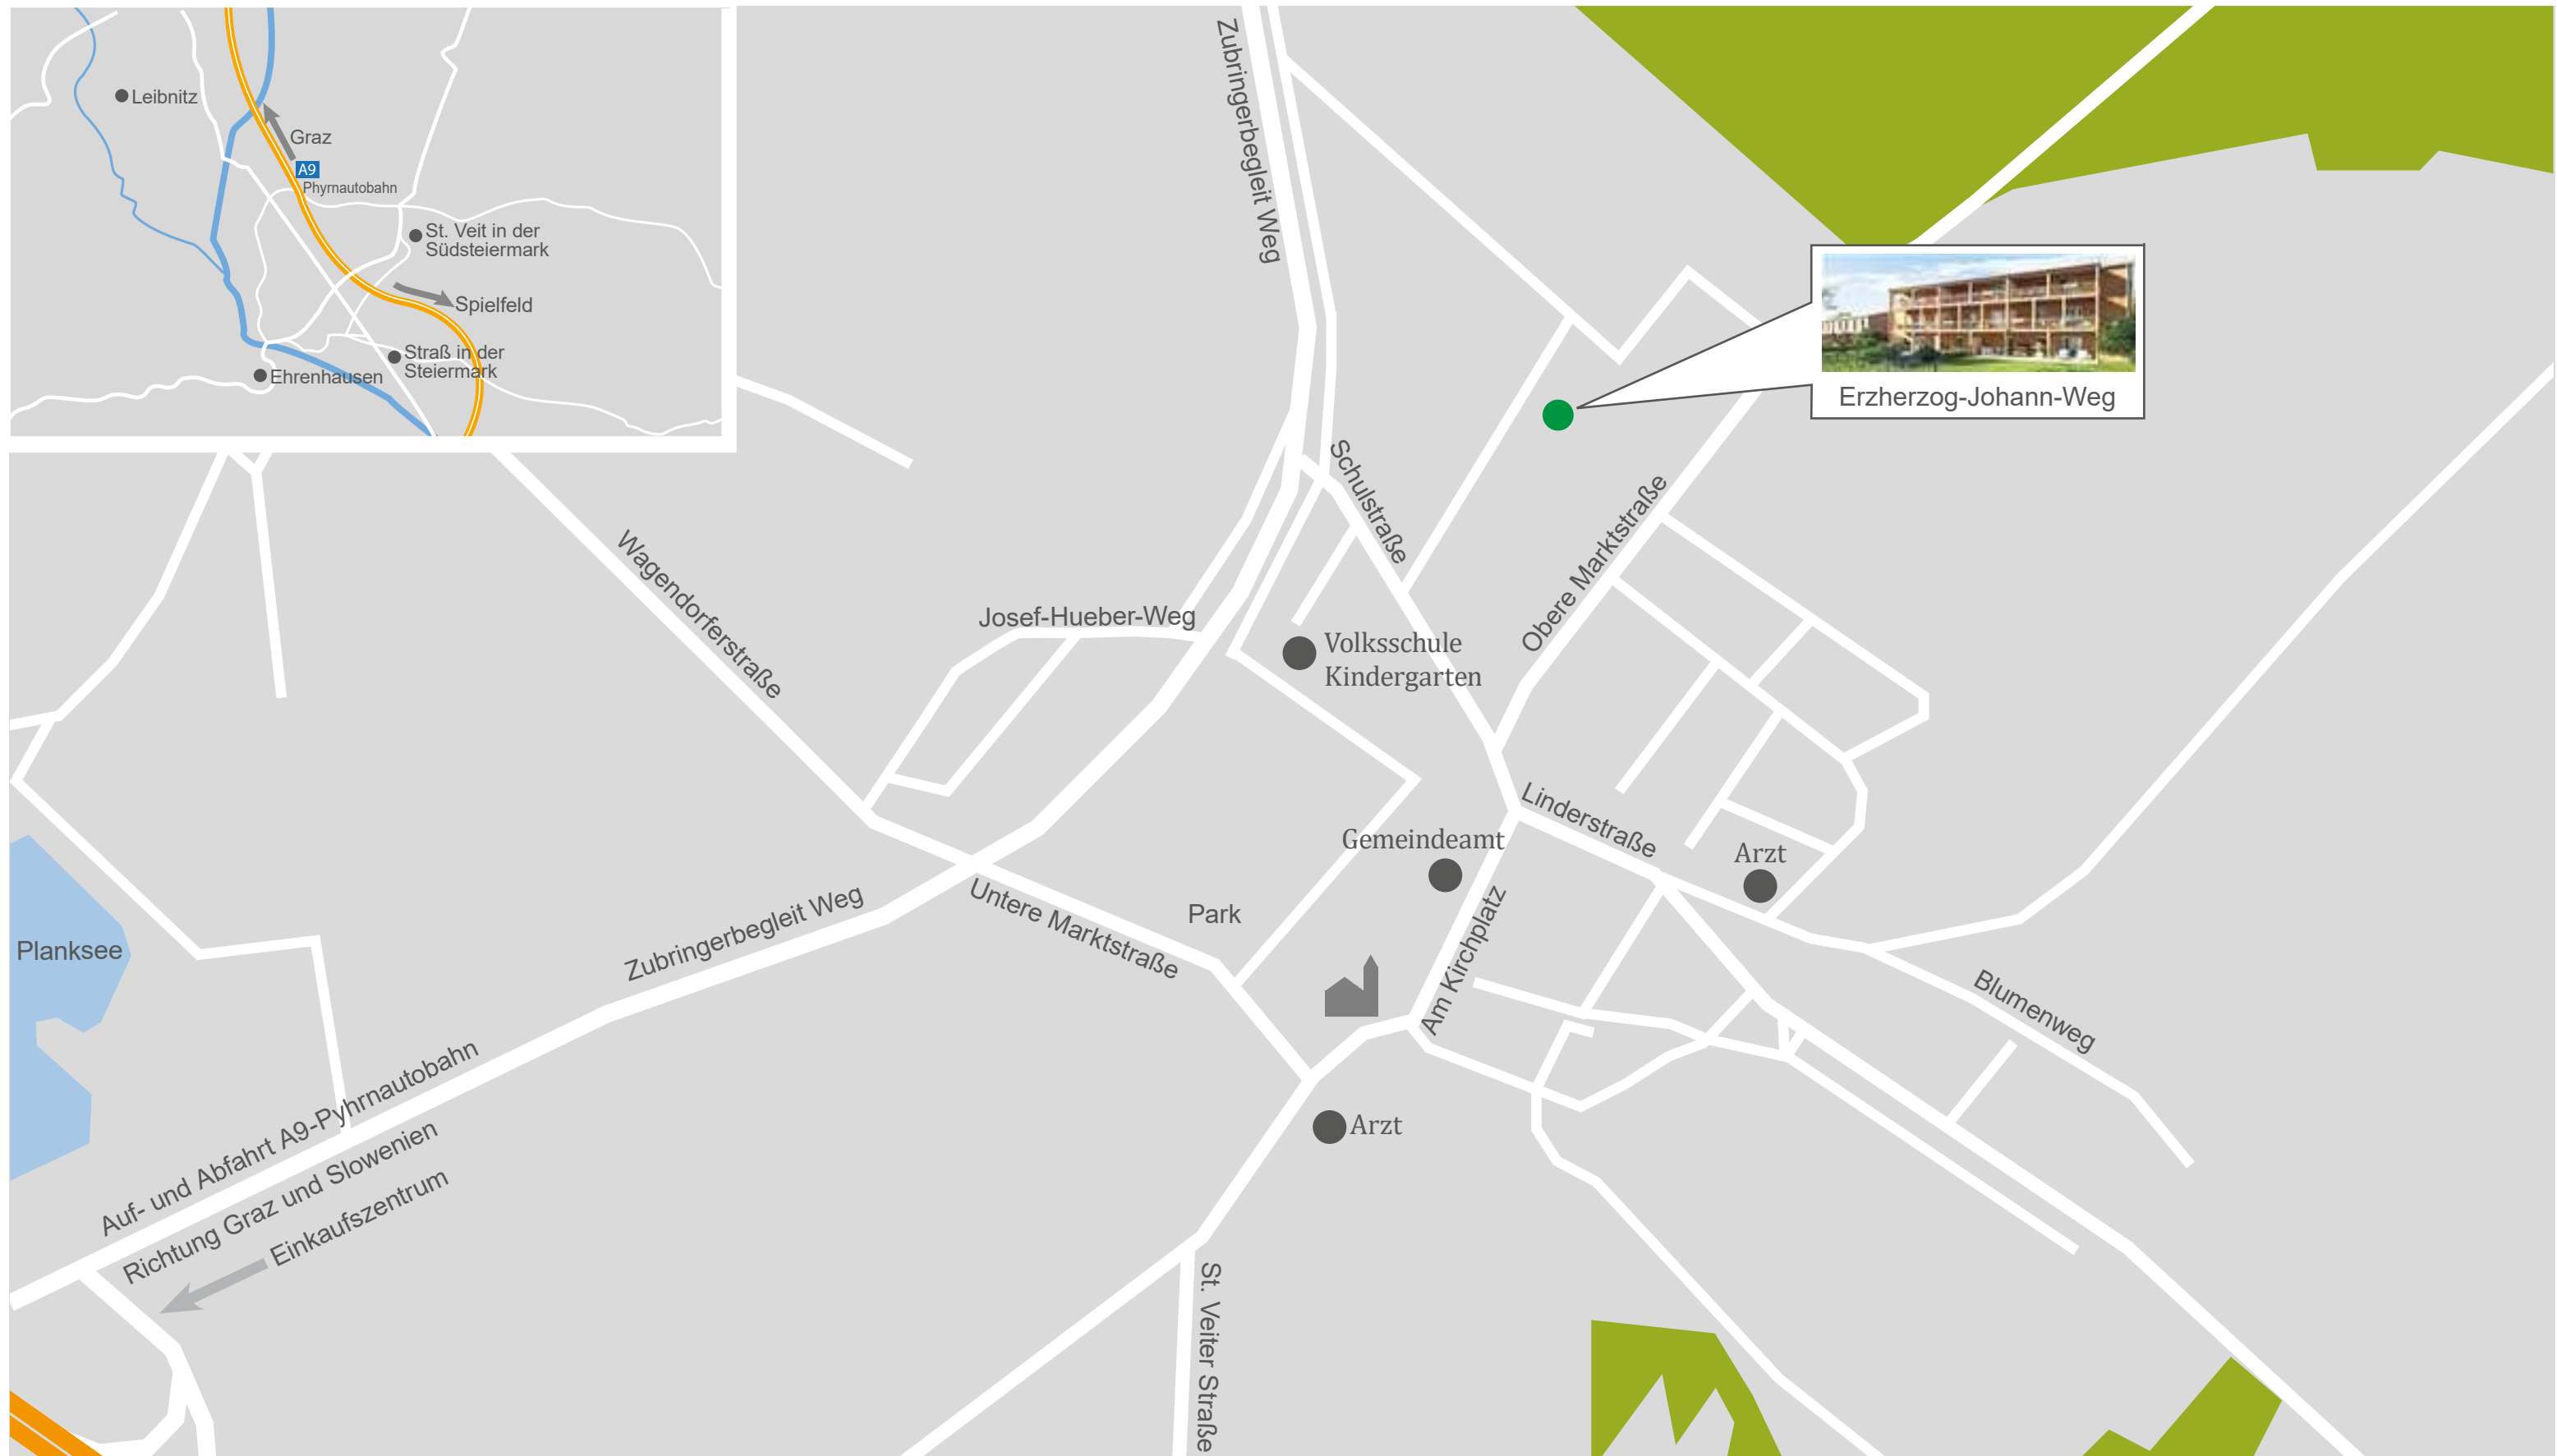 Leibnitz
Graz
A9
Phyrnautobahn
St. Veit in der
Südsteiermark
Spielfeld
Straß in der
Steiermark
Ehrenhausen
Zubringerbegleit Weg
Erzherzog-Johann-Weg
Schulstraße
Obere Marktstraße
Wagendorferstraße
Josef-Hueber-Weg
Volksschule
Kindergarten
Linderstraße
Gemeindeamt
Arzt
Park
Untere Marktstraße
Zubringerbegleit Weg
Am Kirchplatz
Planksee
Blumenweg
Auf- und Abfahrt A9-Pyhrnautobahn
Richtung Graz und Slowenien
Einkaufszentrum
Arzt
St. Veiter Straße